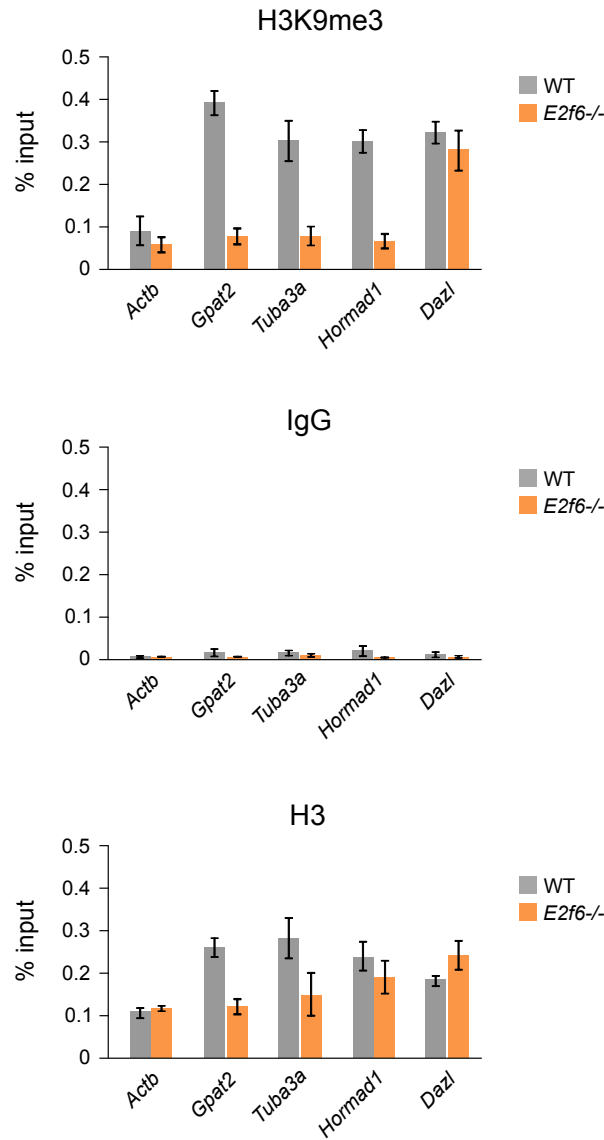 H3K9me3
% input
0.5
0.4
0.3
0.2
0.1
0
WT
E2f6-/-
Actb
Gpat2
Tuba3a
Hormad1
Dazl
IgG
% input
0.5
0.4
0.3
0.2
0.1
0
WT
E2f6-/-
Actb
Gpat2
Tuba3a
Hormad1
Dazl
H3
% input
0.5
0.4
0.3
0.2
0.1
0
WT
E2f6-/-
Actb
Gpat2
Tuba3a
Hormad1
Dazl